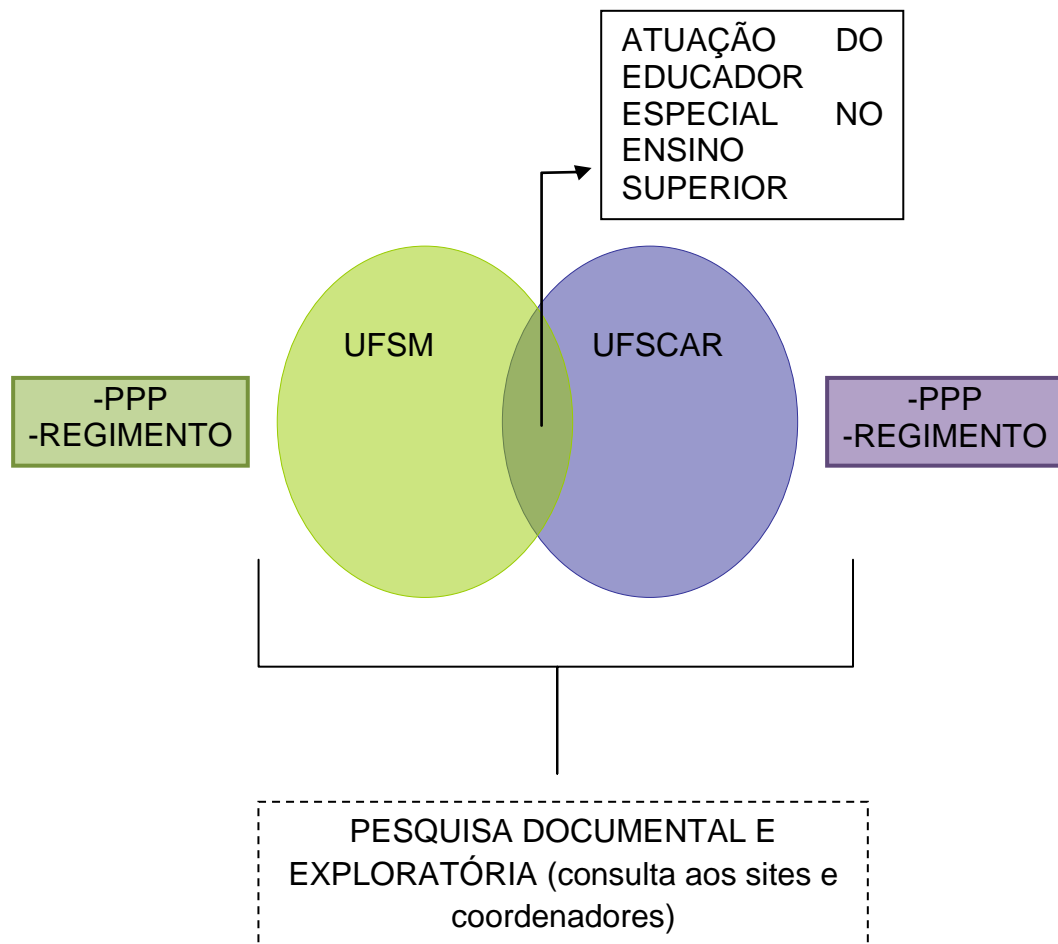 ATUAÇÃO DO
EDUCADOR
ESPECIAL NO
ENSINO
SUPERIOR
UFSM
UFSCAR
-PPP
-REGIMENTO
-PPP
-REGIMENTO
PESQUISA DOCUMENTAL E
EXPLORATÓRIA (consulta aos sites e
coordenadores)